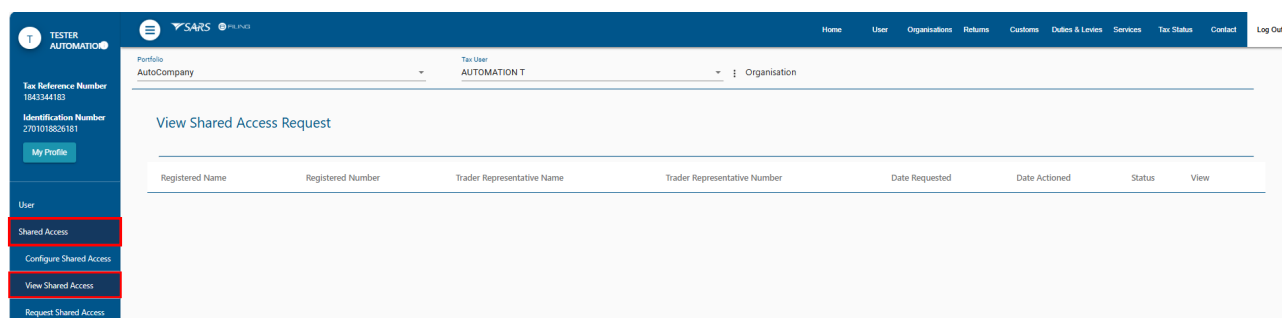 T
TESTER
AUTOMATION
SARS eFILING
Home User Organisations Returns Customs Duties & Levies Services Tax Status Contact Log Out
Portfolio
AutoCompany
Tax User
AUTOMATION T
Organisation
Tax Reference Number
1843344183
Identification Number
2701018826181
My Profile
View Shared Access Request
Registered Name Registered Number Trader Representative Name Trader Representative Number Date Requested Date Actioned Status View
User
Shared Access
Configure Shared Access
View Shared Access
Request Shared Access